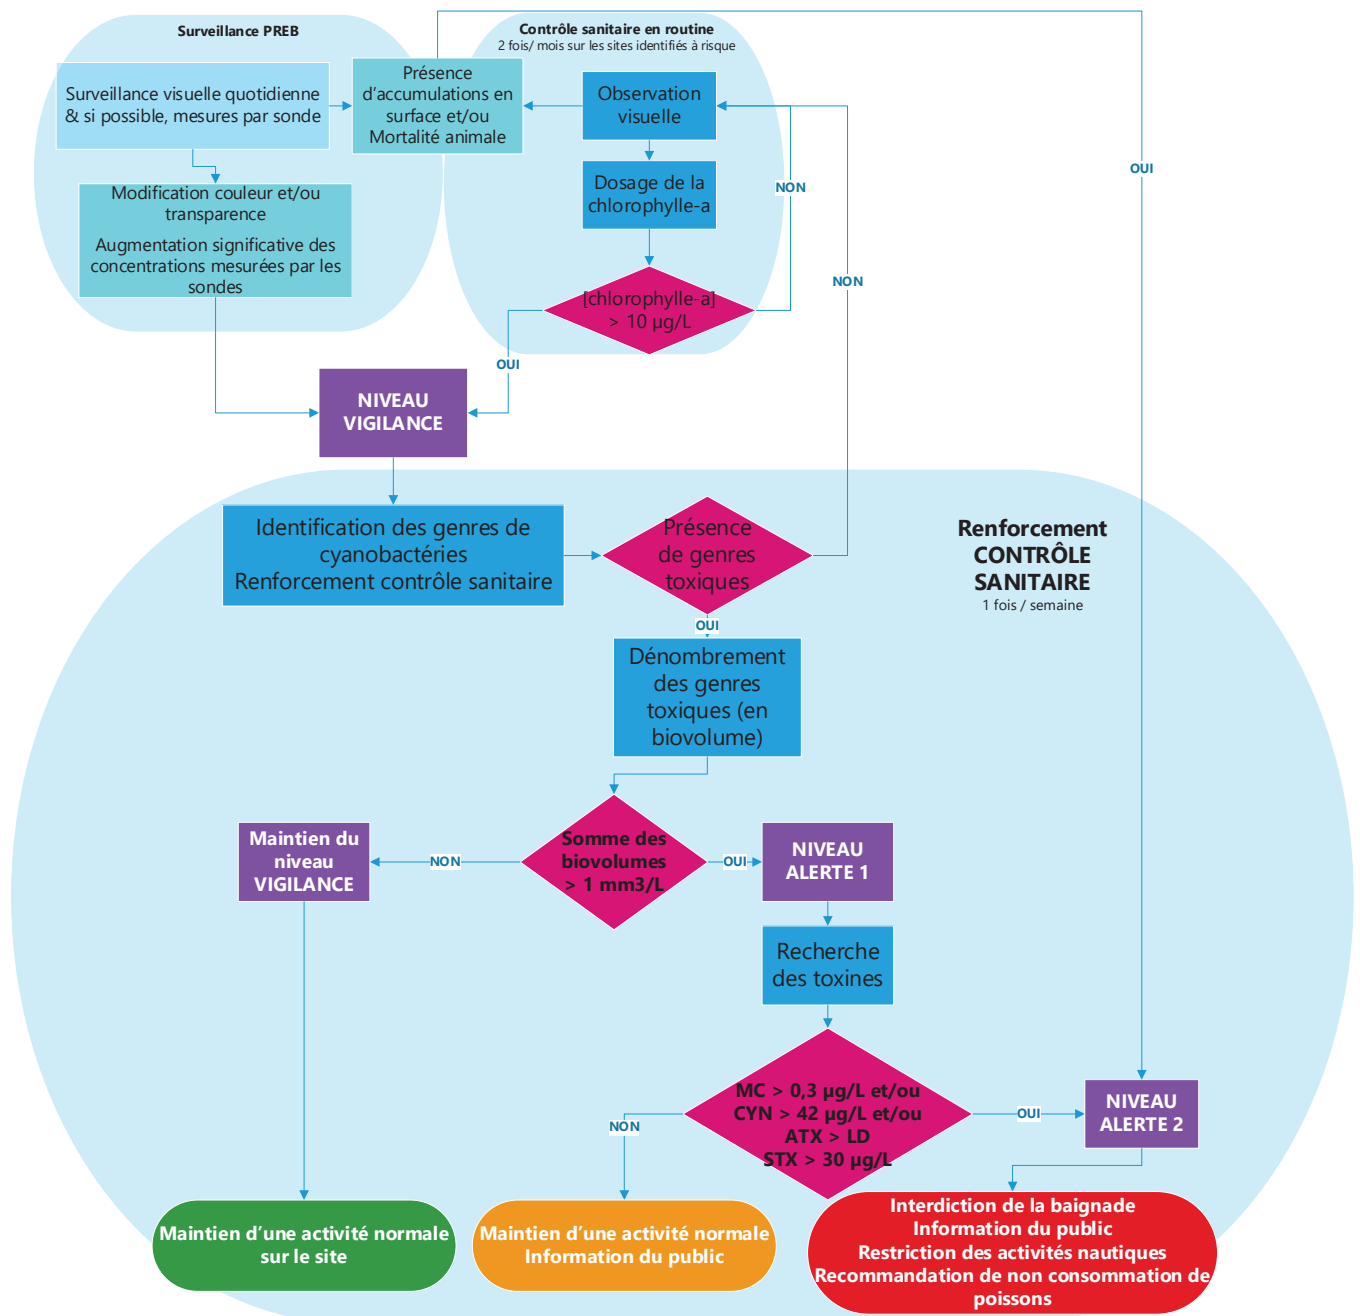 Surveillance PREB
Contrôle sanitaire en routine
2 fois/ mois sur les sites identifiés à risque
Surveillance visuelle quotidienne
& si possible, mesures par sonde
Présence
d'accumulations en
surface et/ou
Mortalité animale
Observation
visuelle
OUI
Modification couleur et/ou
transparence
Augmentation significative des
concentrations mesurées par les
sondes
Dosage de la
chlorophylle-a
NON
NON
[chlorophylle-a]
> 10 µg/L
OUI
NIVEAU
VIGILANCE
Identification des genres de
cyanobactéries
Renforcement contrôle sanitaire
Présence
de genres
toxiques
Renforcement
CONTRÔLE
SANITAIRE
1 fois / semaine
OUI
Dénombrement
des genres
toxiques (en
biovolume)
Maintien du
niveau
VIGILANCE
NON
Somme des
biovolumes
> 1 mm3/L
OUI
NIVEAU
ALERTE 1
Recherche
des toxines
MC > 0,3 µg/L et/ou
CYN > 42 µg/L et/ou
ATX > LD
STX > 30 µg/L
NON
OUI
NIVEAU
ALERTE 2
Maintien d'une activité normale
sur le site
Maintien d'une activité normale
Information du public
Interdiction de la baignade
Information du public
Restriction des activités nautiques
Recommandation de non consommation de
poissons